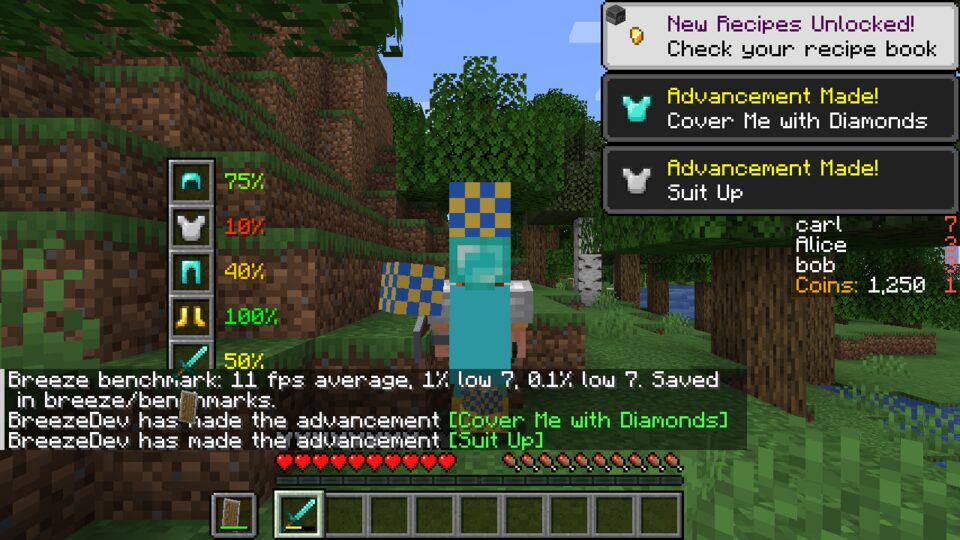 New Recipes Unlocked!
Check your recipe book
Advancement Made!
Cover Me with Diamonds
Advancement Made!
Suit Up
75%
10%
40%
100%
50%
carl 7
Alice
bob
Coins: 1,250 1
Breeze benchmark: 11 fps average, 1% low 7, 0.1% low 7. Saved
in breeze/benchmarks.
BreezeDev has made the advancement [Cover Me with Diamonds]
BreezeDev has made the advancement [Suit Up]